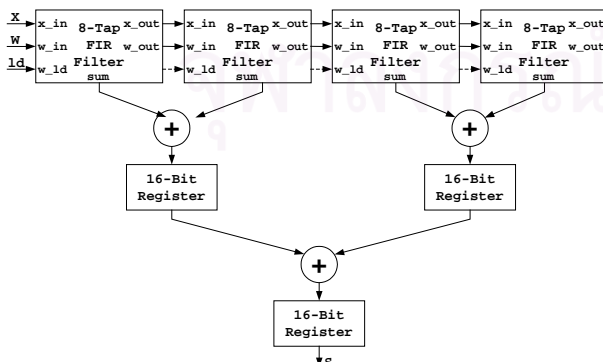 X x_in 8-Tap x_out x_in 8-Tap x_out x_in 8-Tap x_out x_in 8-Tap x_out
W w_in FIR w_out w_in FIR w_out w_in FIR w_out w_in FIR w_out
ld w_ld Filter w_ld Filter w_ld Filter w_ld Filter
sum sum sum sum
+ +
16-Bit 16-Bit
Register Register
+
16-Bit
Register
S